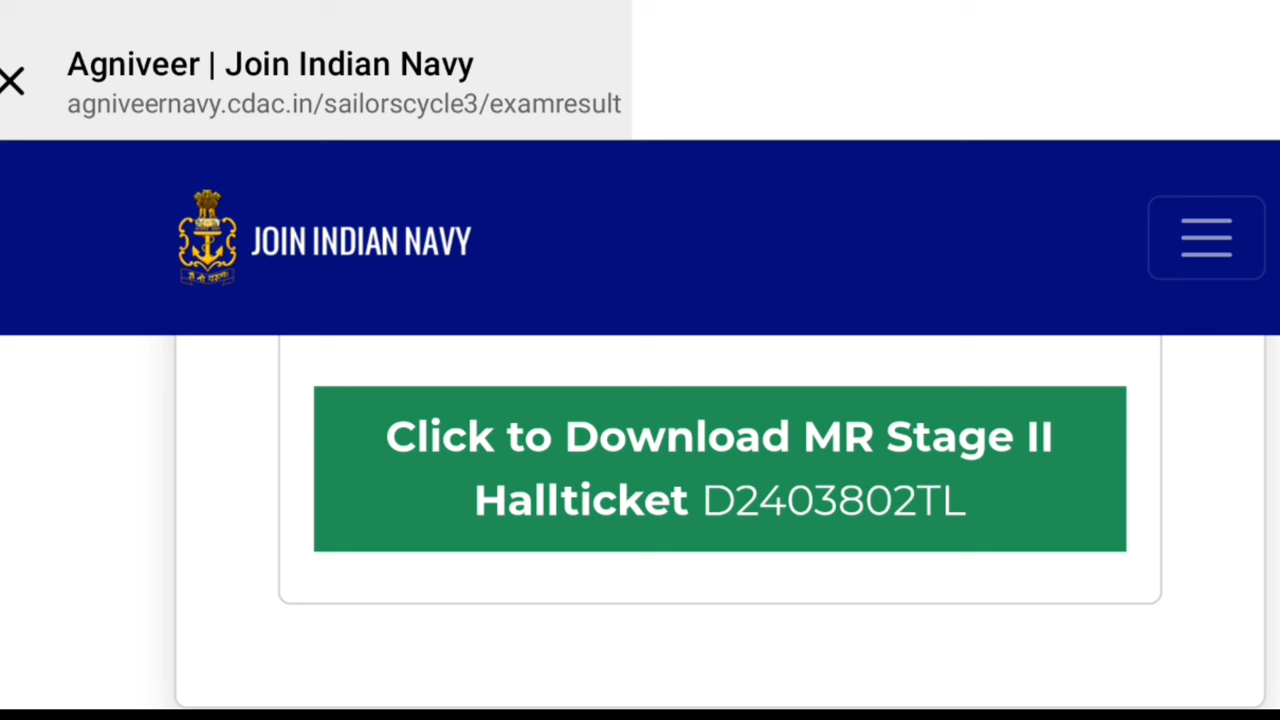 Agniveer | Join Indian Navy
agniveernavy.cdac.in/sailorscycle3/examresult
JOIN INDIAN NAVY
Click to Download MR Stage II
Hallticket D2403802TL